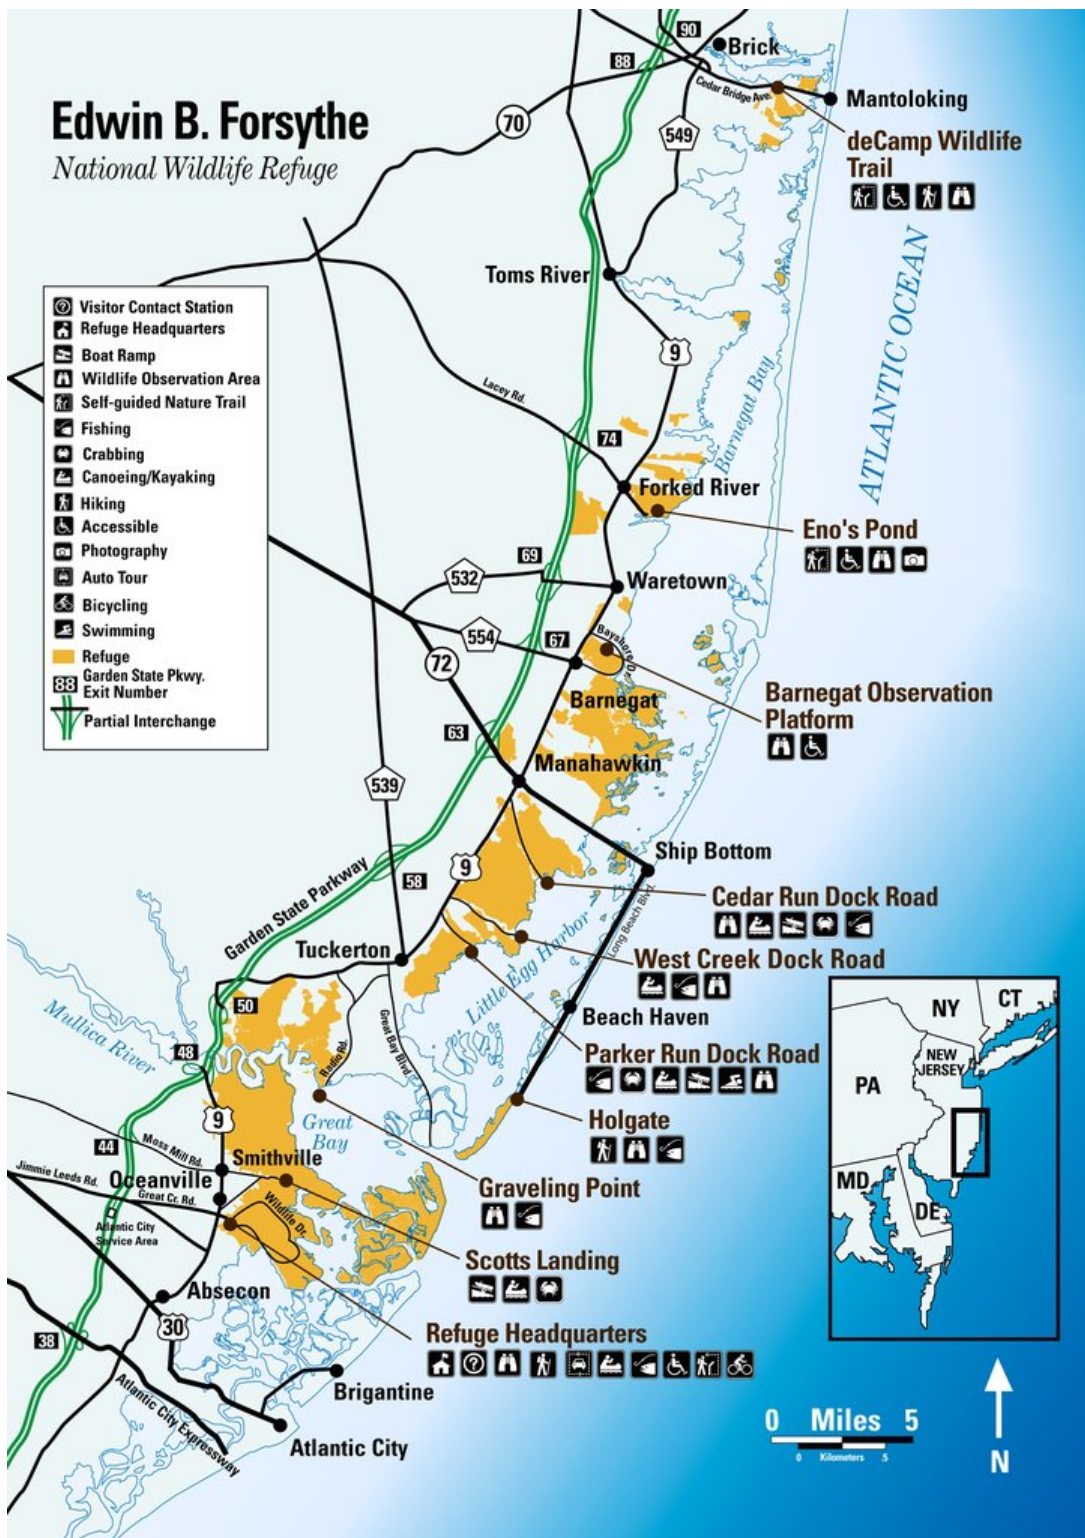 Edwin B. Forsythe
National Wildlife Refuge
90
Brick
88
Cedar Bridge Ave.
Mantoloking
70
549
deCamp Wildlife
Trail
ATLANTIC OCEAN
Toms River
Visitor Contact Station
Refuge Headquarters
Boat Ramp
Wildlife Observation Area
Self-guided Nature Trail
Fishing
Crabbing
Canoeing/Kayaking
Hiking
Accessible
Photography
Auto Tour
Bicycling
Swimming
Refuge
88 Garden State Pkwy.
Exit Number
Partial Interchange
9
Barnegat Bay
Lacey Rd.
74
Forked River
Eno's Pond
69
532
Waretown
554
67
Bayshore Dr.
72
Barnegat
Barnegat Observation
Platform
63
Manahawkin
539
Ship Bottom
9
58
Garden State Parkway
Cedar Run Dock Road
Long Beach Blvd.
Tuckerton
West Creek Dock Road
Little Egg Harbor
50
Mullica River
Great Bay Blvd.
Radio Rd.
Beach Haven
48
Parker Run Dock Road
NY
CT
NEW
JERSEY
PA
MD
DE
9
Great
Bay
Holgate
44
Moss Mill Rd.
Smithville
Jimmie Leeds Rd.
Oceanville
Great Cr. Rd.
Wildlife Dr.
Graveling Point
Atlantic City
Service Area
Scotts Landing
Absecon
30
38
Refuge Headquarters
Brigantine
Atlantic City Expressway
Atlantic City
0 Miles 5
0 Kilometers .5
N